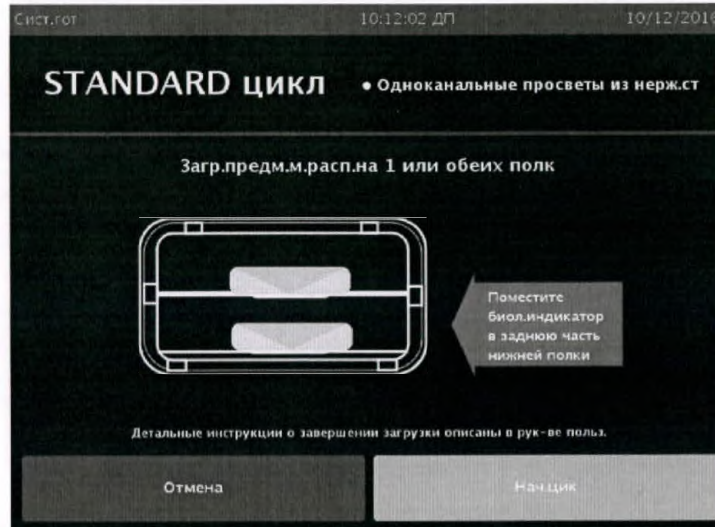 Сист.гот 10:12:02 ДП 10/12/2016
STANDARD цикл • Одноканальные просветы из нерж.ст
Загр.предм.м.расп.на 1 или обеих полк
Поместите
биол.индикатор
в заднюю часть
нижней полки
Детальные инструкции о завершении загрузки описаны в рук-ве польз.
Отмена Нач.цик